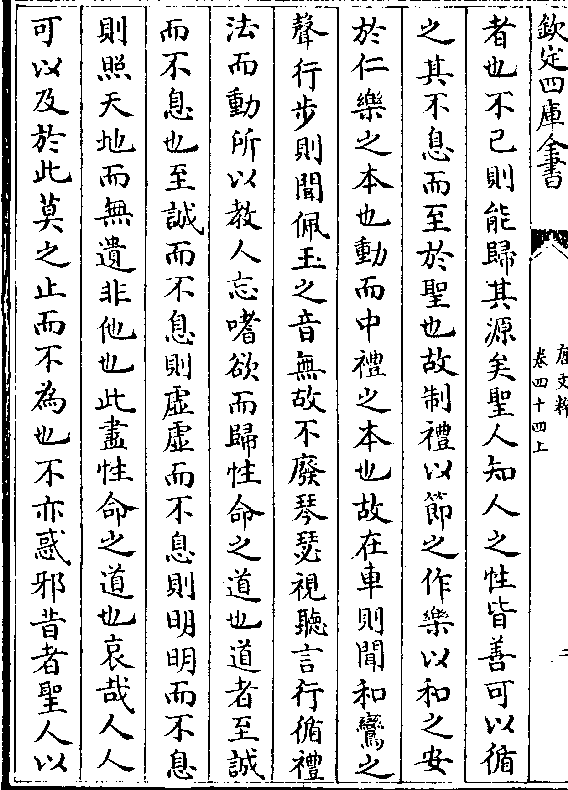 欽定四庫全書
唐文粹
卷四十四上
二
者也不已則能歸其源矣聖人知人之性皆善可以循
之其不息而至於聖也故制禮以節之作樂以和之安
於仁樂之本也動而中禮之本也故在車則聞和鸞之
聲行步則聞佩玉之音無故不廢琴瑟視聽言行循禮
法而動所以教人忘嗜欲而歸性命之道也道者至誠
而不息也至誠而不息則虛虛而不息則明明而不息
則照天地而無遺非他也此盡性命之道也哀哉人人
可以及於此莫之止而不為也不亦惑邪昔者聖人以